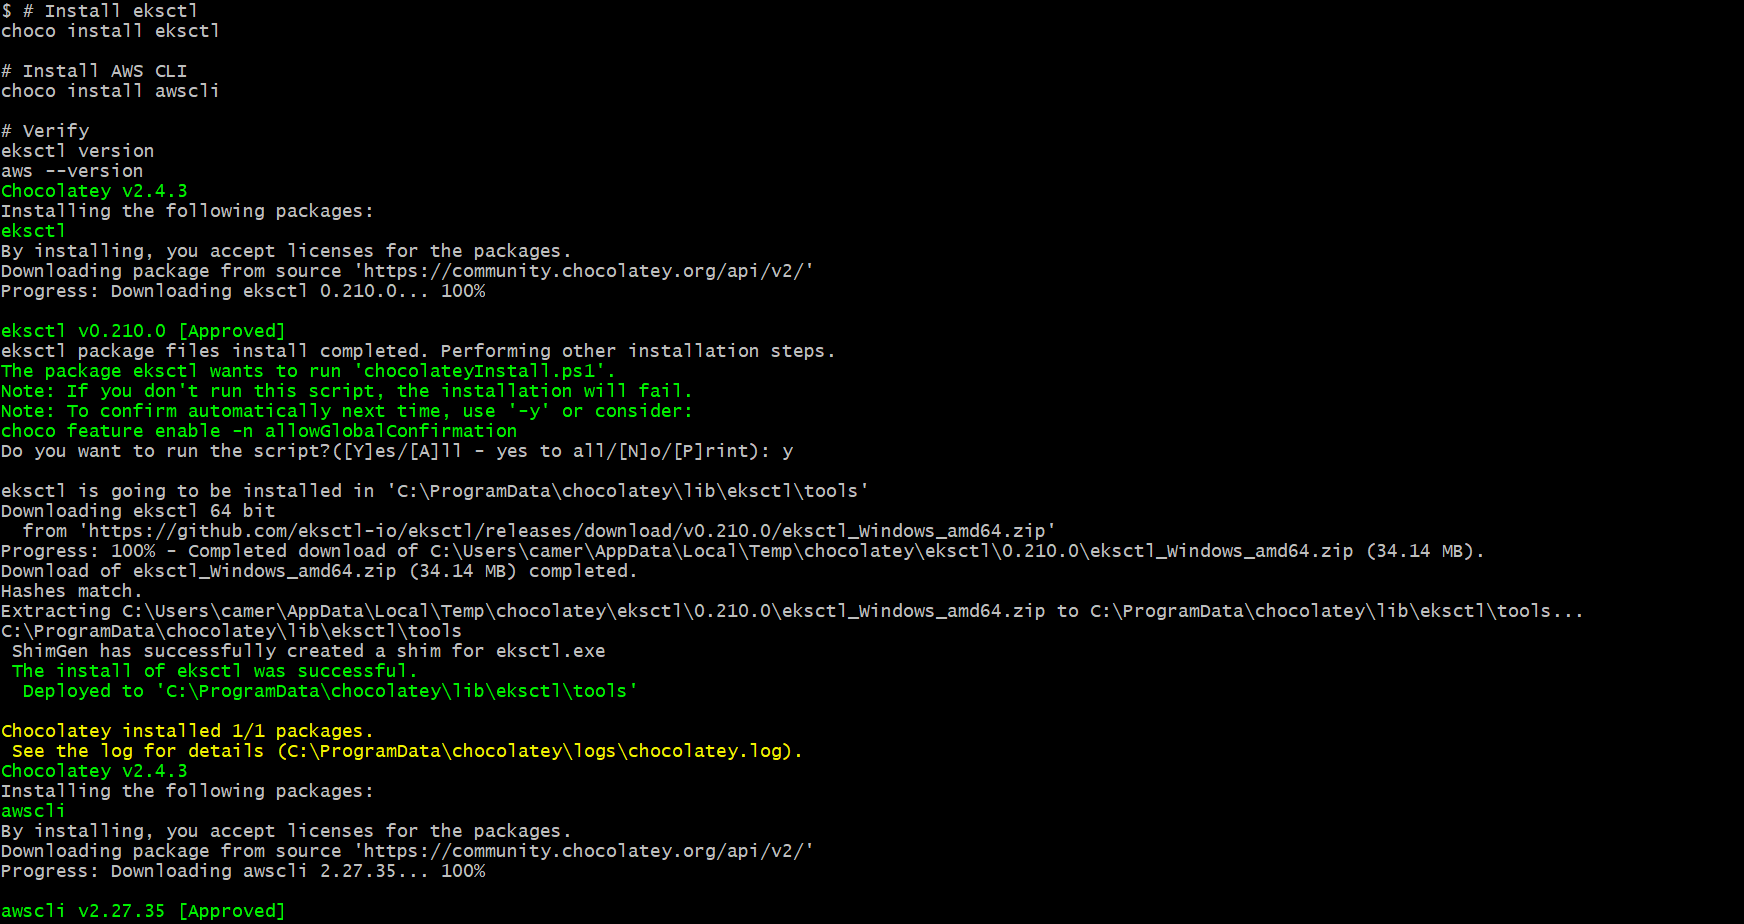 $ # Install eksctl
choco install eksctl
# Install AWS CLI
choco install awscli
# Verify
eksctl version
aws --version
Chocolatey v2.4.3
Installing the following packages:
eksctl
By installing, you accept licenses for the packages.
Downloading package from source 'https://community.chocolatey.org/api/v2/'
Progress: Downloading eksctl 0.210.0... 100%
eksctl v0.210.0 [Approved]
eksctl package files install completed. Performing other installation steps.
The package eksctl wants to run 'chocolateyInstall.ps1'.
Note: If you don't run this script, the installation will fail.
Note: To confirm automatically next time, use '-y' or consider:
choco feature enable -n allowGlobalConfirmation
Do you want to run the script?([Y]es/[A]ll - yes to all/[N]o/[P]rint): y
eksctl is going to be installed in 'C:\ProgramData\chocolatey\lib\eksctl\tools'
Downloading eksctl 64 bit
  from 'https://github.com/eksctl-io/eksctl/releases/download/v0.210.0/eksctl_Windows_amd64.zip'
Progress: 100% - Completed download of C:\Users\camer\AppData\Local\Temp\chocolatey\eksctl\0.210.0\eksctl_Windows_amd64.zip (34.14 MB).
Download of eksctl_Windows_amd64.zip (34.14 MB) completed.
Hashes match.
Extracting C:\Users\camer\AppData\Local\Temp\chocolatey\eksctl\0.210.0\eksctl_Windows_amd64.zip to C:\ProgramData\chocolatey\lib\eksctl\tools...
C:\ProgramData\chocolatey\lib\eksctl\tools
 ShimGen has successfully created a shim for eksctl.exe
 The install of eksctl was successful.
  Deployed to 'C:\ProgramData\chocolatey\lib\eksctl\tools'
Chocolatey installed 1/1 packages.
 See the log for details (C:\ProgramData\chocolatey\logs\chocolatey.log).
Chocolatey v2.4.3
Installing the following packages:
awscli
By installing, you accept licenses for the packages.
Downloading package from source 'https://community.chocolatey.org/api/v2/'
Progress: Downloading awscli 2.27.35... 100%
awscli v2.27.35 [Approved]